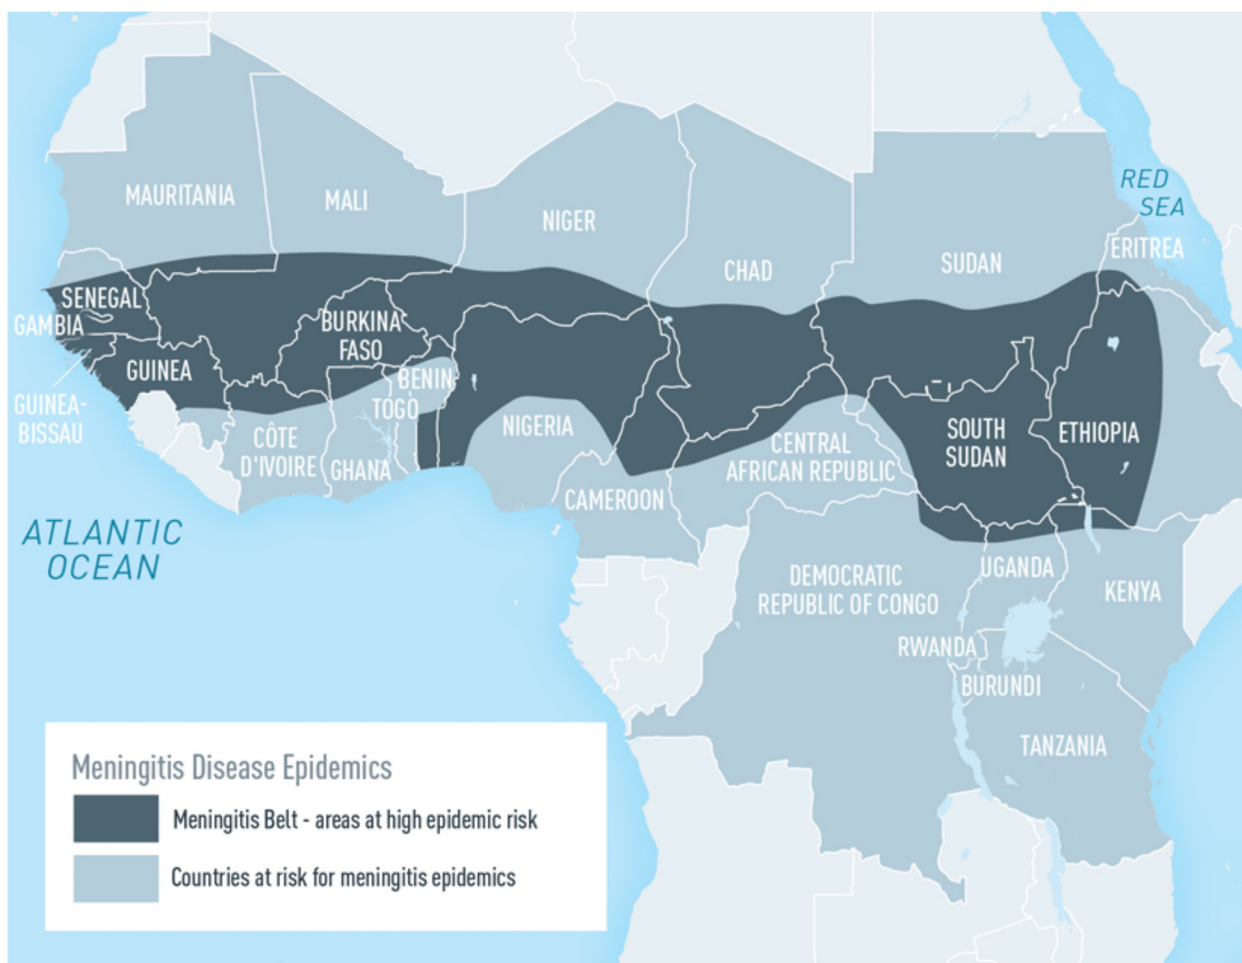 MAURITANIA
MALI
NIGER
CHAD
SUDAN
RED
SEA
ERITREA
SENEGAL
GAMBIA
BURKINA-
FASO
GUINEA
GUINEA-
BISSAU
BENIN
TOGO
CÔTE
D'IVOIRE
GHANA
NIGERIA
CAMEROON
CENTRAL
AFRICAN REPUBLIC
SOUTH
SUDAN
ETHIOPIA
ATLANTIC
OCEAN
DEMOCRATIC
REPUBLIC OF CONGO
UGANDA
KENYA
RWANDA
BURUNDI
TANZANIA
Meningitis Disease Epidemics
Meningitis Belt - areas at high epidemic risk
Countries at risk for meningitis epidemics